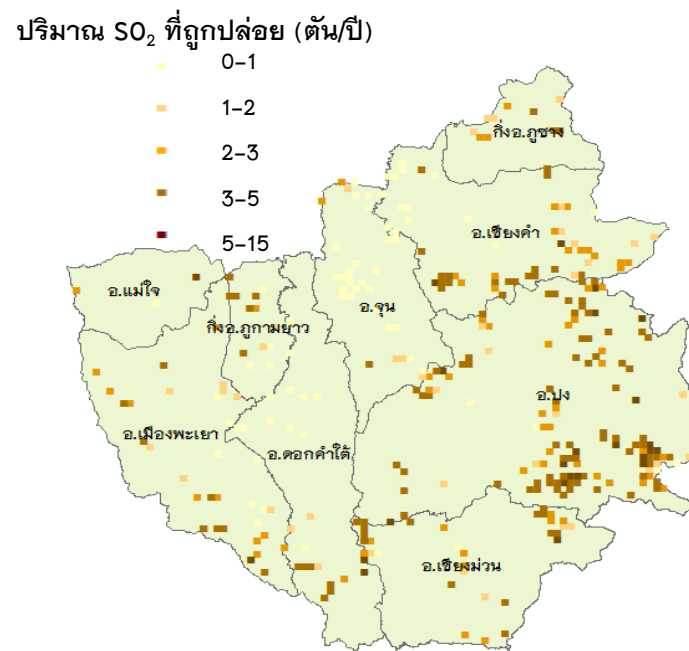 ปริมาณ SO₂ ที่ถูกปล่อย (ตัน/ปี)
0-1
1-2
2-3
3-5
5-15
กิ่งอ.ภูซาง
อ.เชียงคำ
อ.แม่ใจ
อ.จุน
กิ่งอ.ภูกามยาว
อ.ปง
อ.เมืองพะเยา
อ.ดอกคำใต้
อ.เชียงม่วน